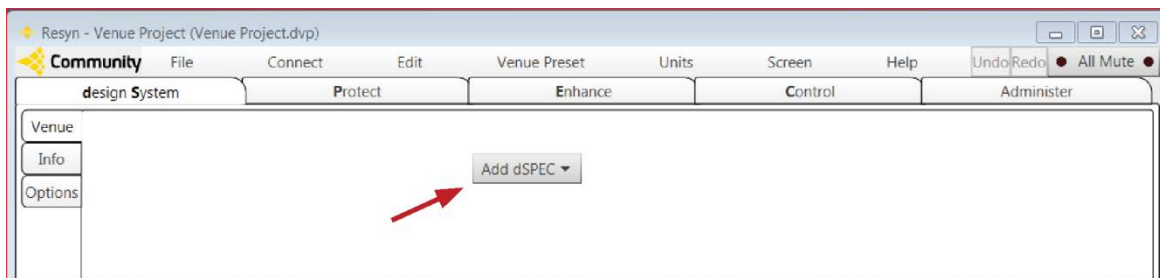 Resyn - Venue Project (Venue Project.dvp)
Community File Connect Edit Venue Preset Units Screen Help Undo Redo All Mute
design System Protect Enhance Control Administer
Venue
Info
Add dSPEC
Options